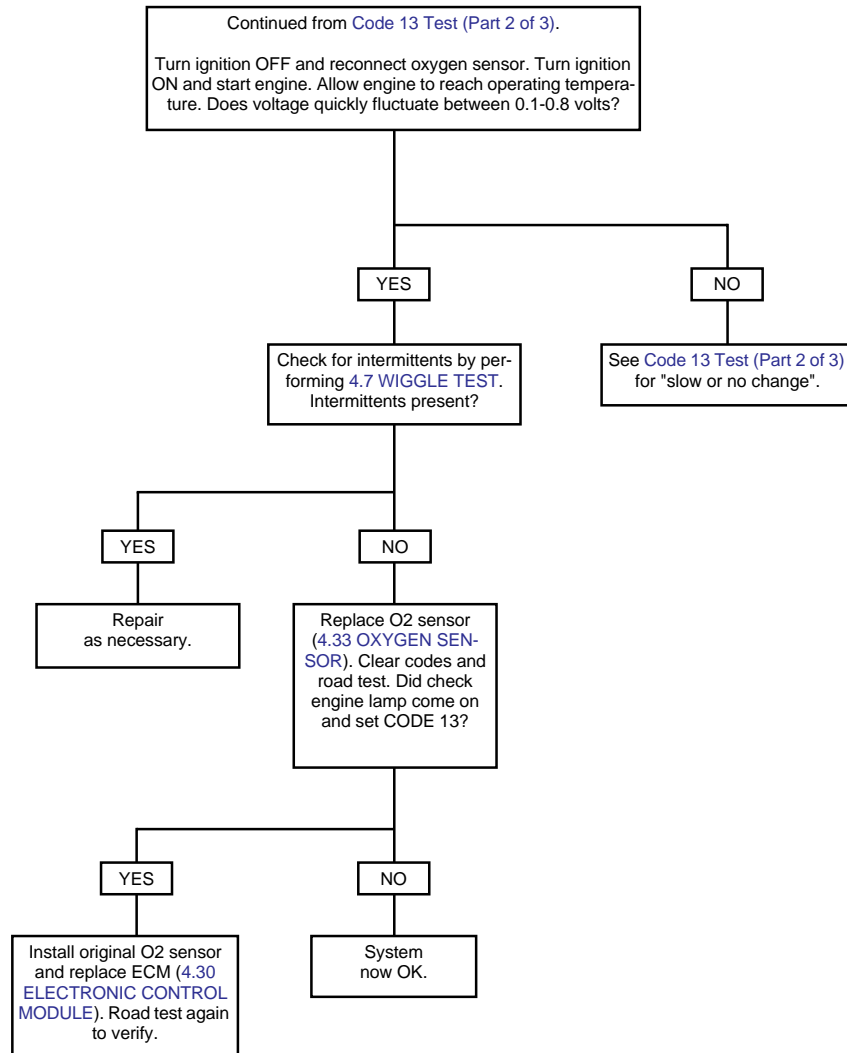 Continued from Code 13 Test (Part 2 of 3).
Turn ignition OFF and reconnect oxygen sensor. Turn ignition
ON and start engine. Allow engine to reach operating tempera-
ture. Does voltage quickly fluctuate between 0.1-0.8 volts?
YES
NO
Check for intermittents by per-
forming 4.7 WIGGLE TEST.
Intermittents present?
See Code 13 Test (Part 2 of 3)
for "slow or no change".
YES
NO
Repair
as necessary.
Replace O2 sensor
(4.33 OXYGEN SEN-
SOR). Clear codes and
road test. Did check
engine lamp come on
and set CODE 13?
YES
NO
Install original O2 sensor
and replace ECM (4.30
ELECTRONIC CONTROL
MODULE). Road test again
to verify.
System
now OK.